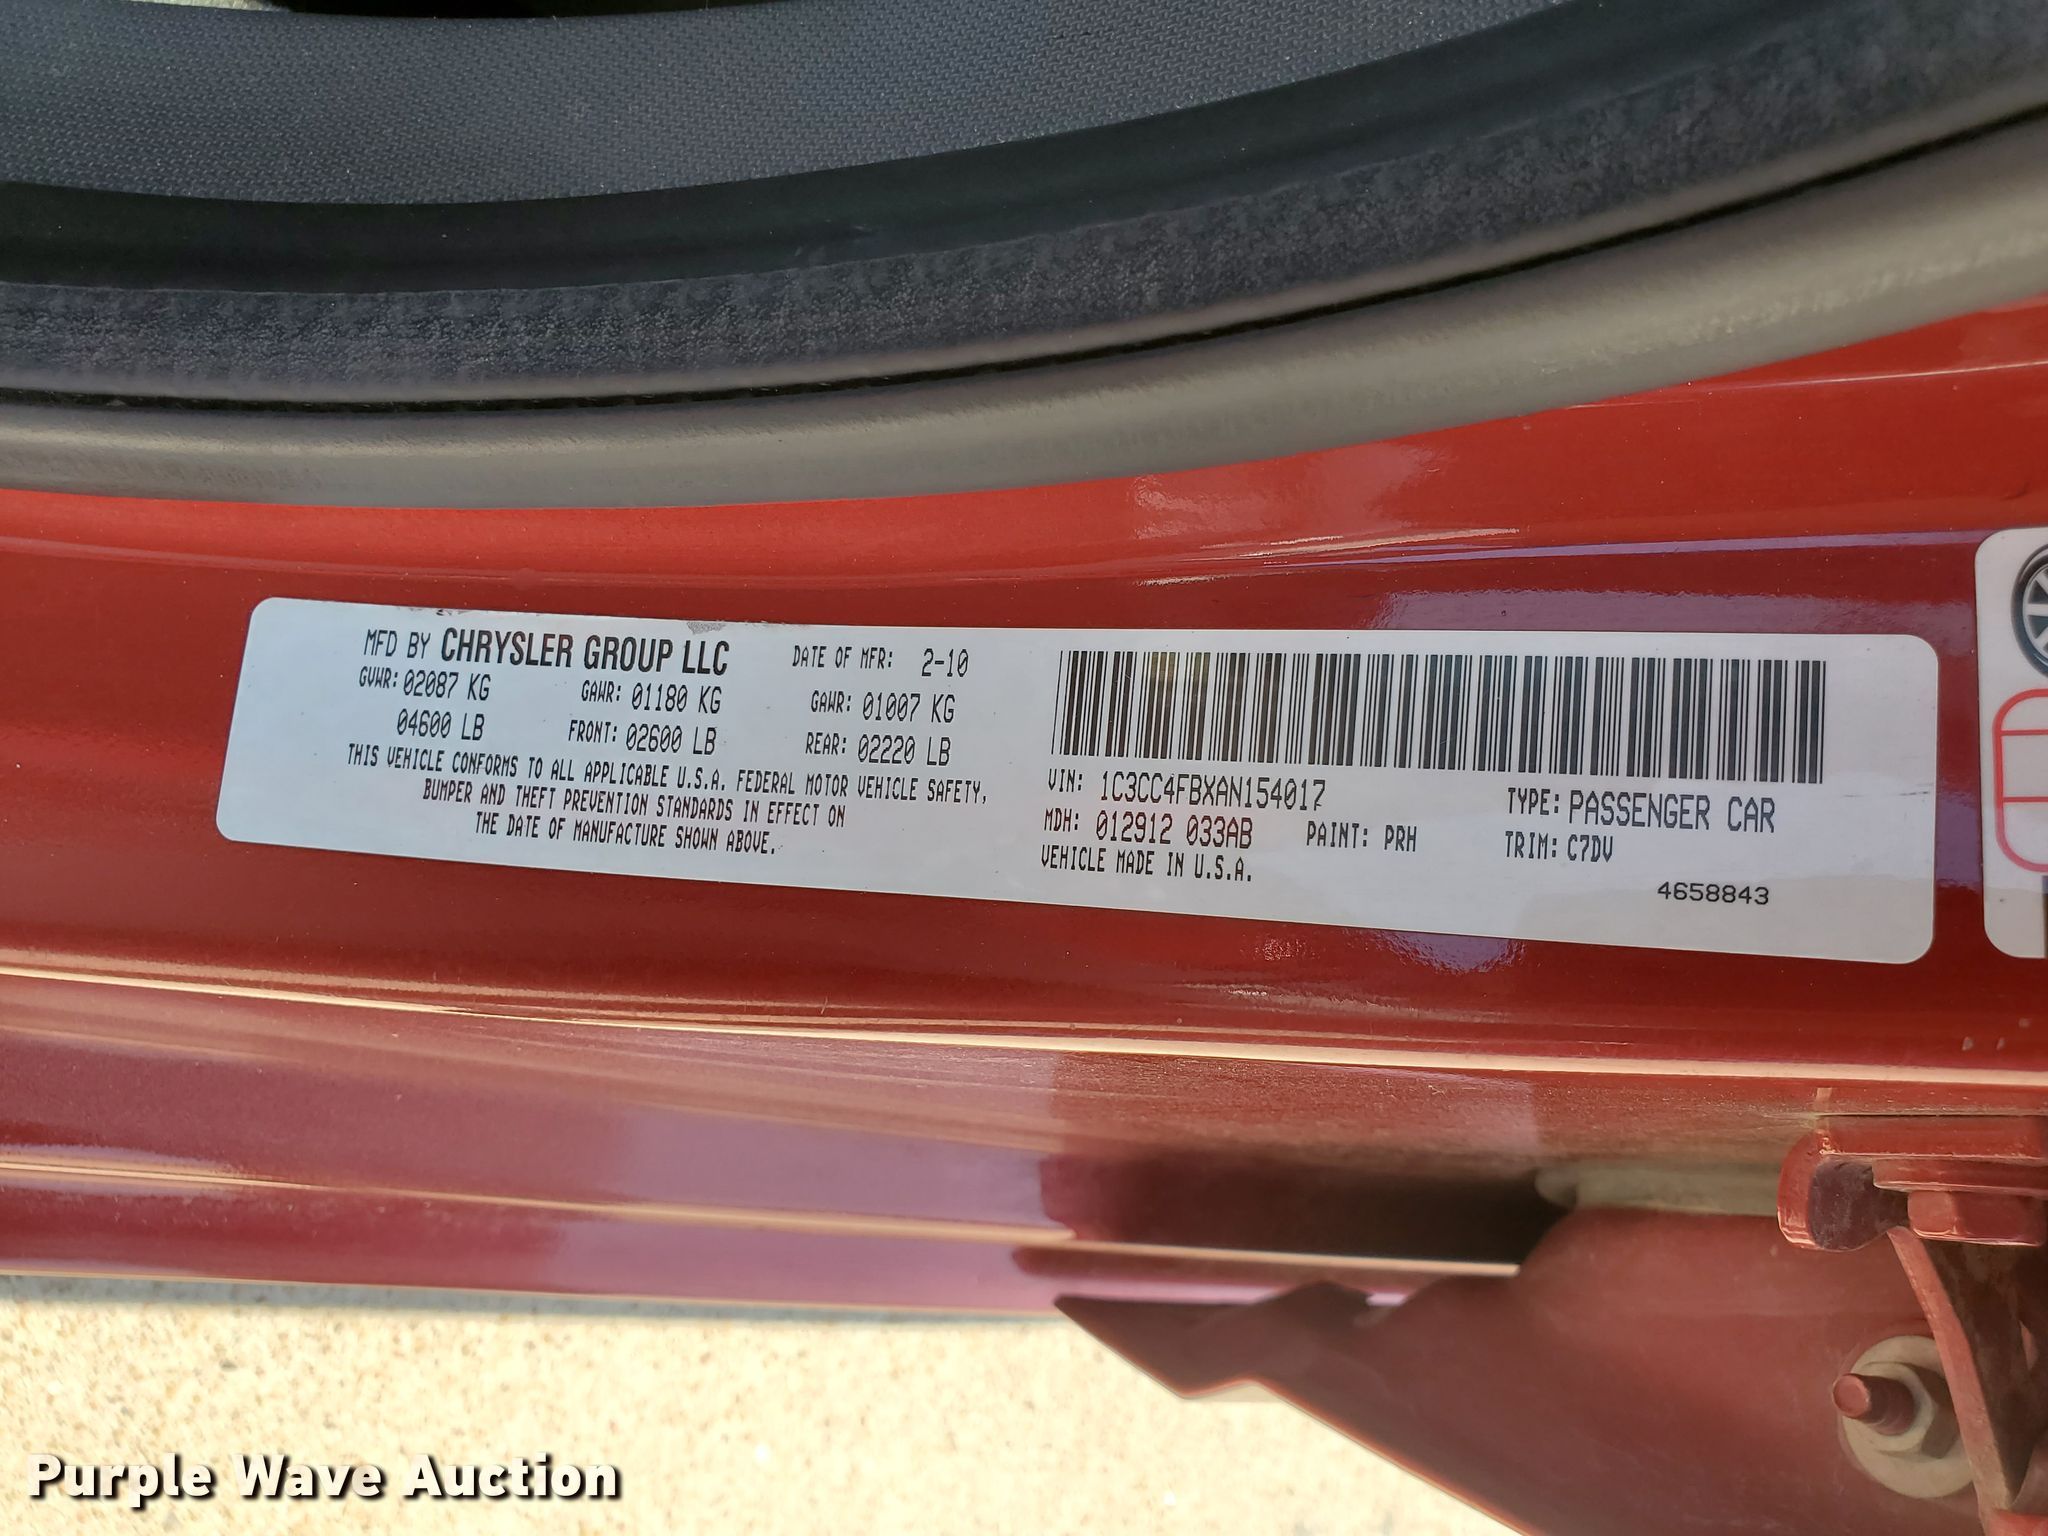 MFD BY CHRYSLER GROUP LLC DATE OF MFR: 2-10
GVWR: 02087 KG GAWR: 01180 KG GAWR: 01007 KG
04600 LB FRONT: 02600 LB REAR: 02220 LB
THIS VEHICLE CONFORMS TO ALL APPLICABLE U.S.A. FEDERAL MOTOR VEHICLE SAFETY,
BUMPER AND THEFT PREVENTION STANDARDS IN EFFECT ON
THE DATE OF MANUFACTURE SHOWN ABOVE.
VIN: 1C3CC4FBXAN154017 TYPE: PASSENGER CAR
MDH: 012912 033AB PAINT: PRH TRIM: C7DV
VEHICLE MADE IN U.S.A.
4658843
Purple Wave Auction